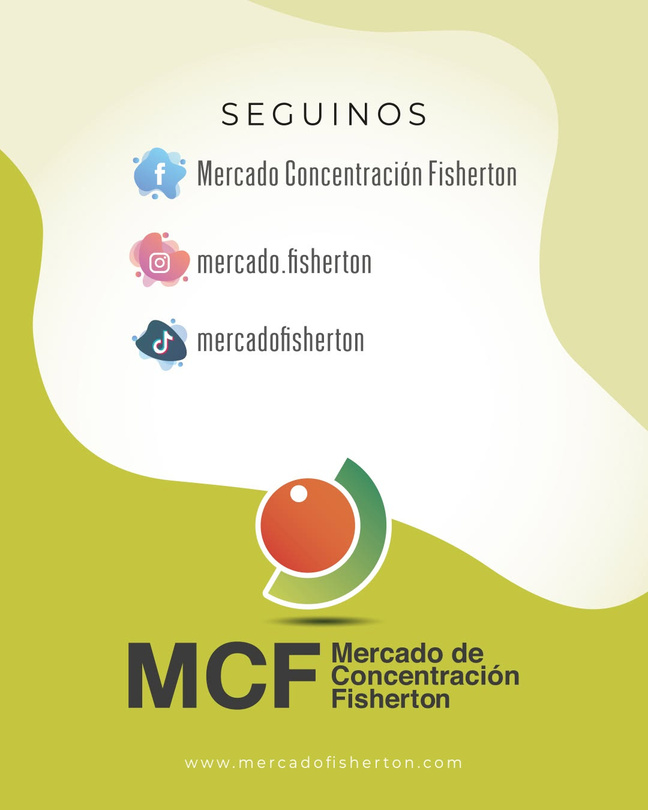 SEGUINOS
Mercado Concentración Fisherton
mercado.fisherton
mercadofisherton
MCF
Mercado de
Concentración
Fisherton
www.mercadofisherton.com